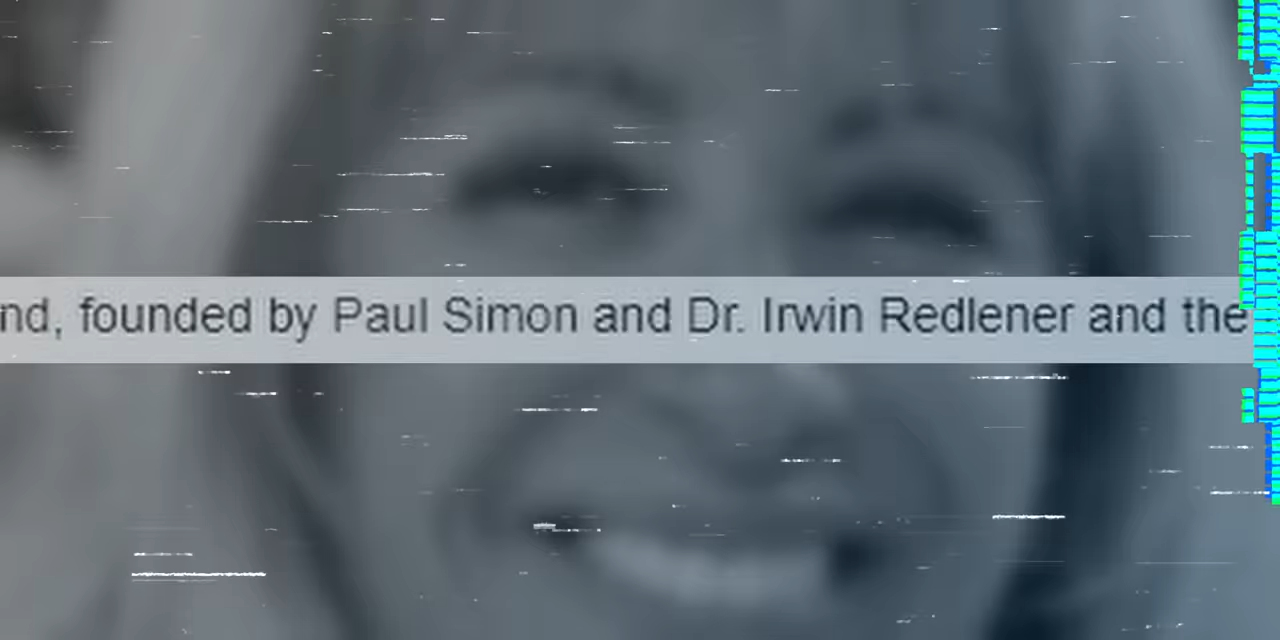 nd, founded by Paul Simon and Dr. Irwin Redlener and the